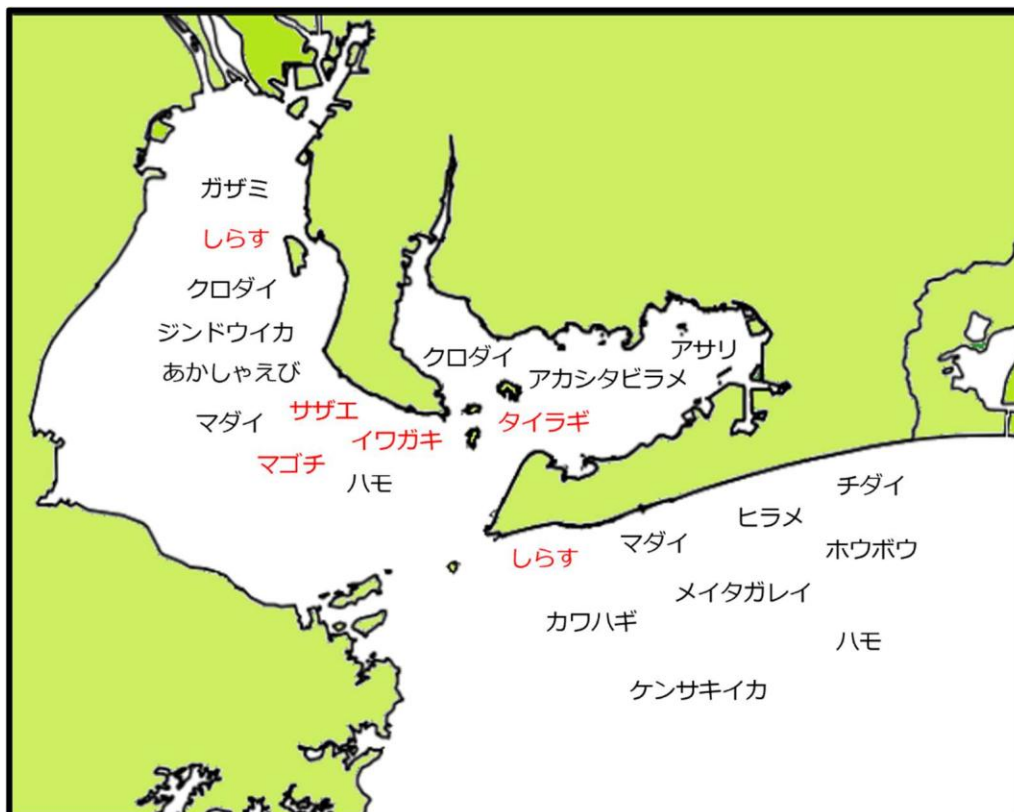 ガザミ
しらす
クロダイ
ジンドウイカ
あかしゃえび
マダイ
サザエ
イワガキ
マゴチ
ハモ
クロダイ
アカシタビラメ
アサリ
タイラギ
しらす
マダイ
ヒラメ
チダイ
ホウボウ
メイタガレイ
カワハギ
ハモ
ケンサキイカ